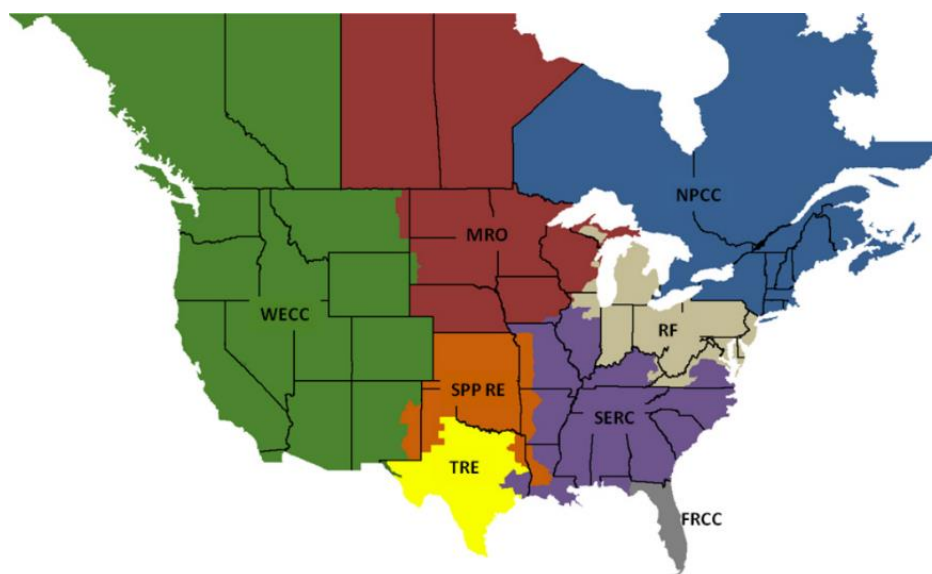 NPCC
MRO
WECC
RF
SPP RE
SERC
TRE
FRCC